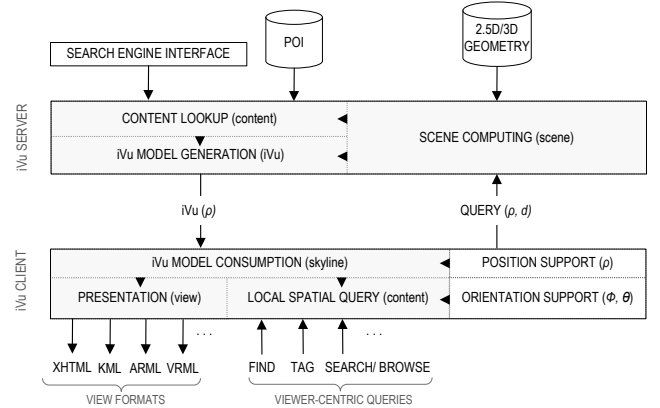 2.5D/3D
GEOMETRY
POI
SEARCH ENGINE INTERFACE
iVu SERVER
CONTENT LOOKUP (content)
SCENE COMPUTING (scene)
iVu MODEL GENERATION (iVu)
iVu (ρ)
QUERY (ρ, d)
iVu CLIENT
iVu MODEL CONSUMPTION (skyline)
POSITION SUPPORT (ρ)
PRESENTATION (view)
LOCAL SPATIAL QUERY (content)
ORIENTATION SUPPORT (Φ, θ)
. . .
. . .
XHTML KML ARML VRML
FIND TAG SEARCH/ BROWSE
VIEW FORMATS
VIEWER-CENTRIC QUERIES